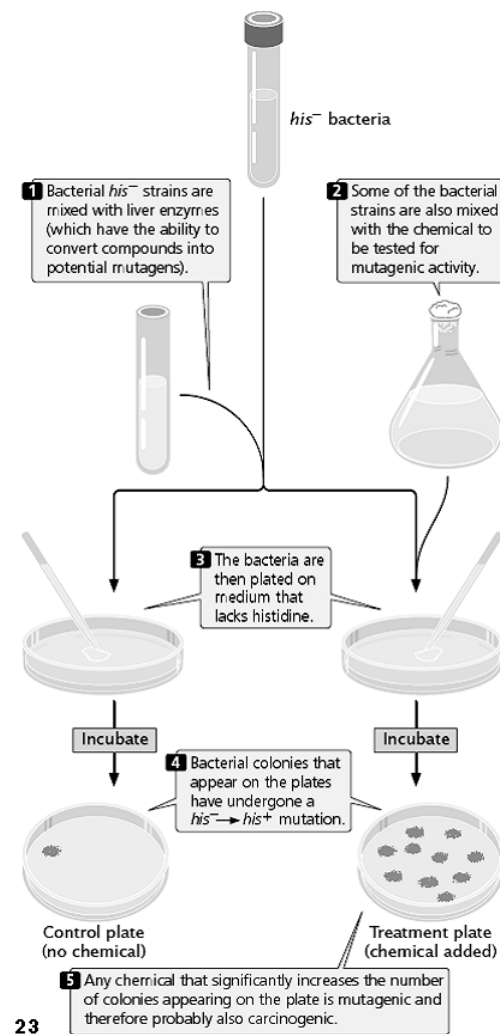 his⁻ bacteria
1 Bacterial his⁻ strains are
mixed with liver enzymes
(which have the ability to
convert compounds into
potential mutagens).
2 Some of the bacterial
strains are also mixed
with the chemical to
be tested for
mutagenic activity.
3 The bacteria are
then plated on
medium that
lacks histidine.
Incubate
Incubate
4 Bacterial colonies that
appear on the plates
have undergone a
his⁻→his⁺ mutation.
Control plate
(no chemical)
Treatment plate
(chemical added)
5 Any chemical that significantly increases the number
of colonies appearing on the plate is mutagenic and
therefore probably also carcinogenic.
23